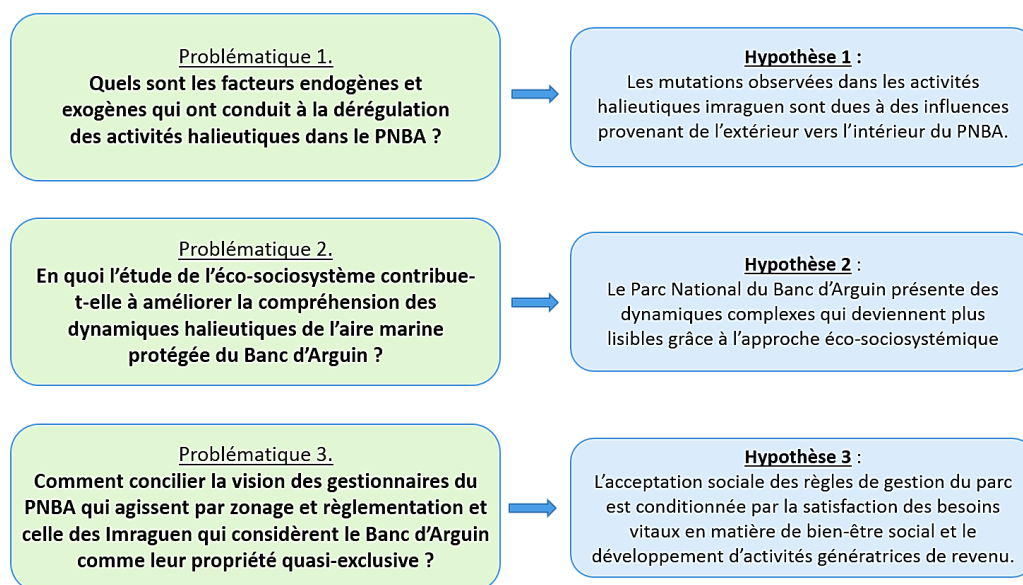 Problématique 1.
Quels sont les facteurs endogènes et
exogènes qui ont conduit à la dérégulation
des activités halieutiques dans le PNBA ?
Hypothèse 1 :
Les mutations observées dans les activités
halieutiques imraguen sont dues à des influences
provenant de l’extérieur vers l’intérieur du PNBA.
Problématique 2.
En quoi l’étude de l’éco-sociosystème contribue-
t-elle à améliorer la compréhension des
dynamiques halieutiques de l’aire marine
protégée du Banc d’Arguin ?
Hypothèse 2 :
Le Parc National du Banc d’Arguin présente des
dynamiques complexes qui deviennent plus
lisibles grâce à l’approche éco-sociosystémique
Problématique 3.
Comment concilier la vision des gestionnaires du
PNBA qui agissent par zonage et règlementation et
celle des Imraguen qui considèrent le Banc d’Arguin
comme leur propriété quasi-exclusive ?
Hypothèse 3 :
L’acceptation sociale des règles de gestion du parc
est conditionnée par la satisfaction des besoins
vitaux en matière de bien-être social et le
développement d’activités génératrices de revenu.